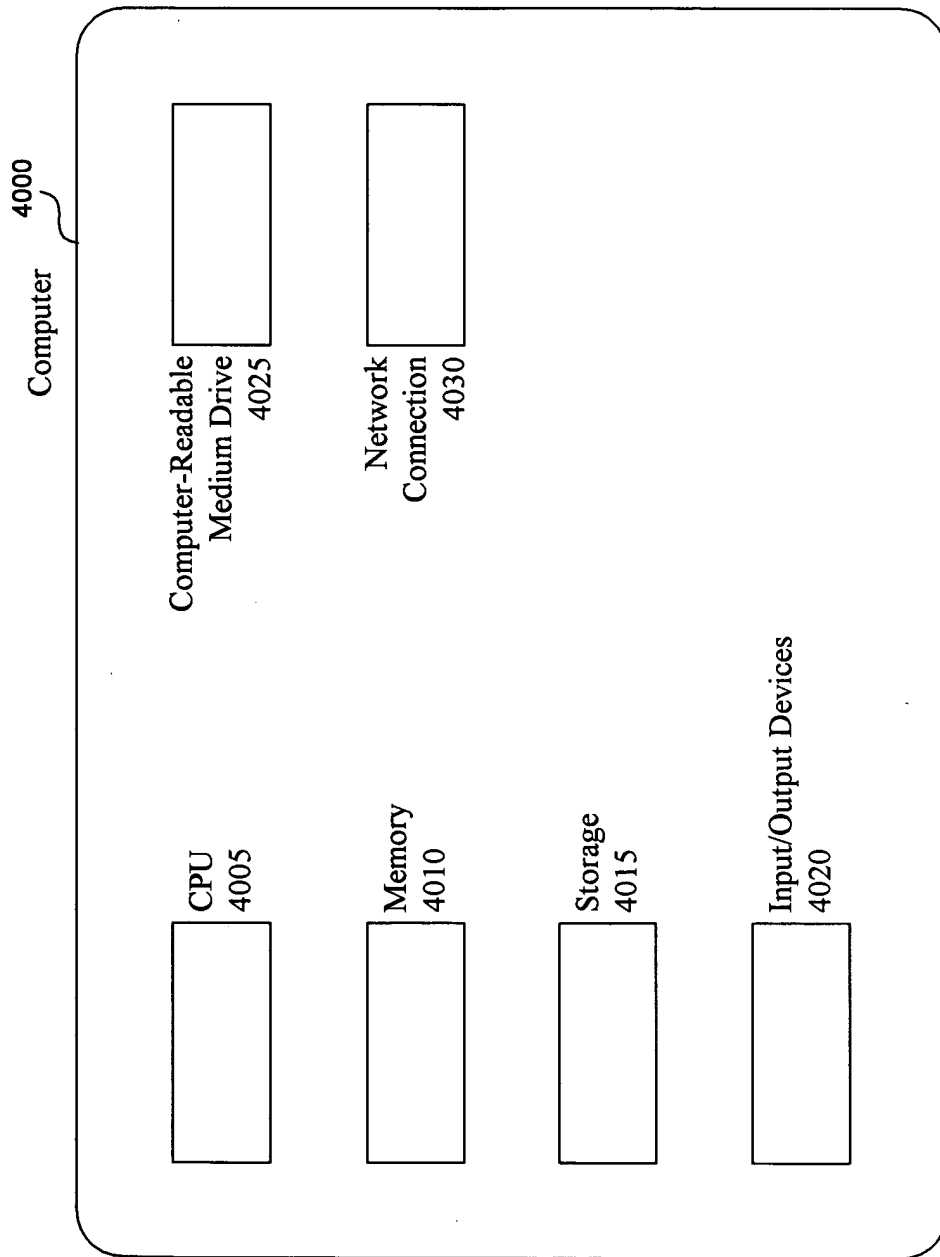 Computer
4000
CPU
4005
Memory
4010
Storage
4015
Input/Output Devices
4020
Computer-Readable
Medium Drive
4025
Network
Connection
4030